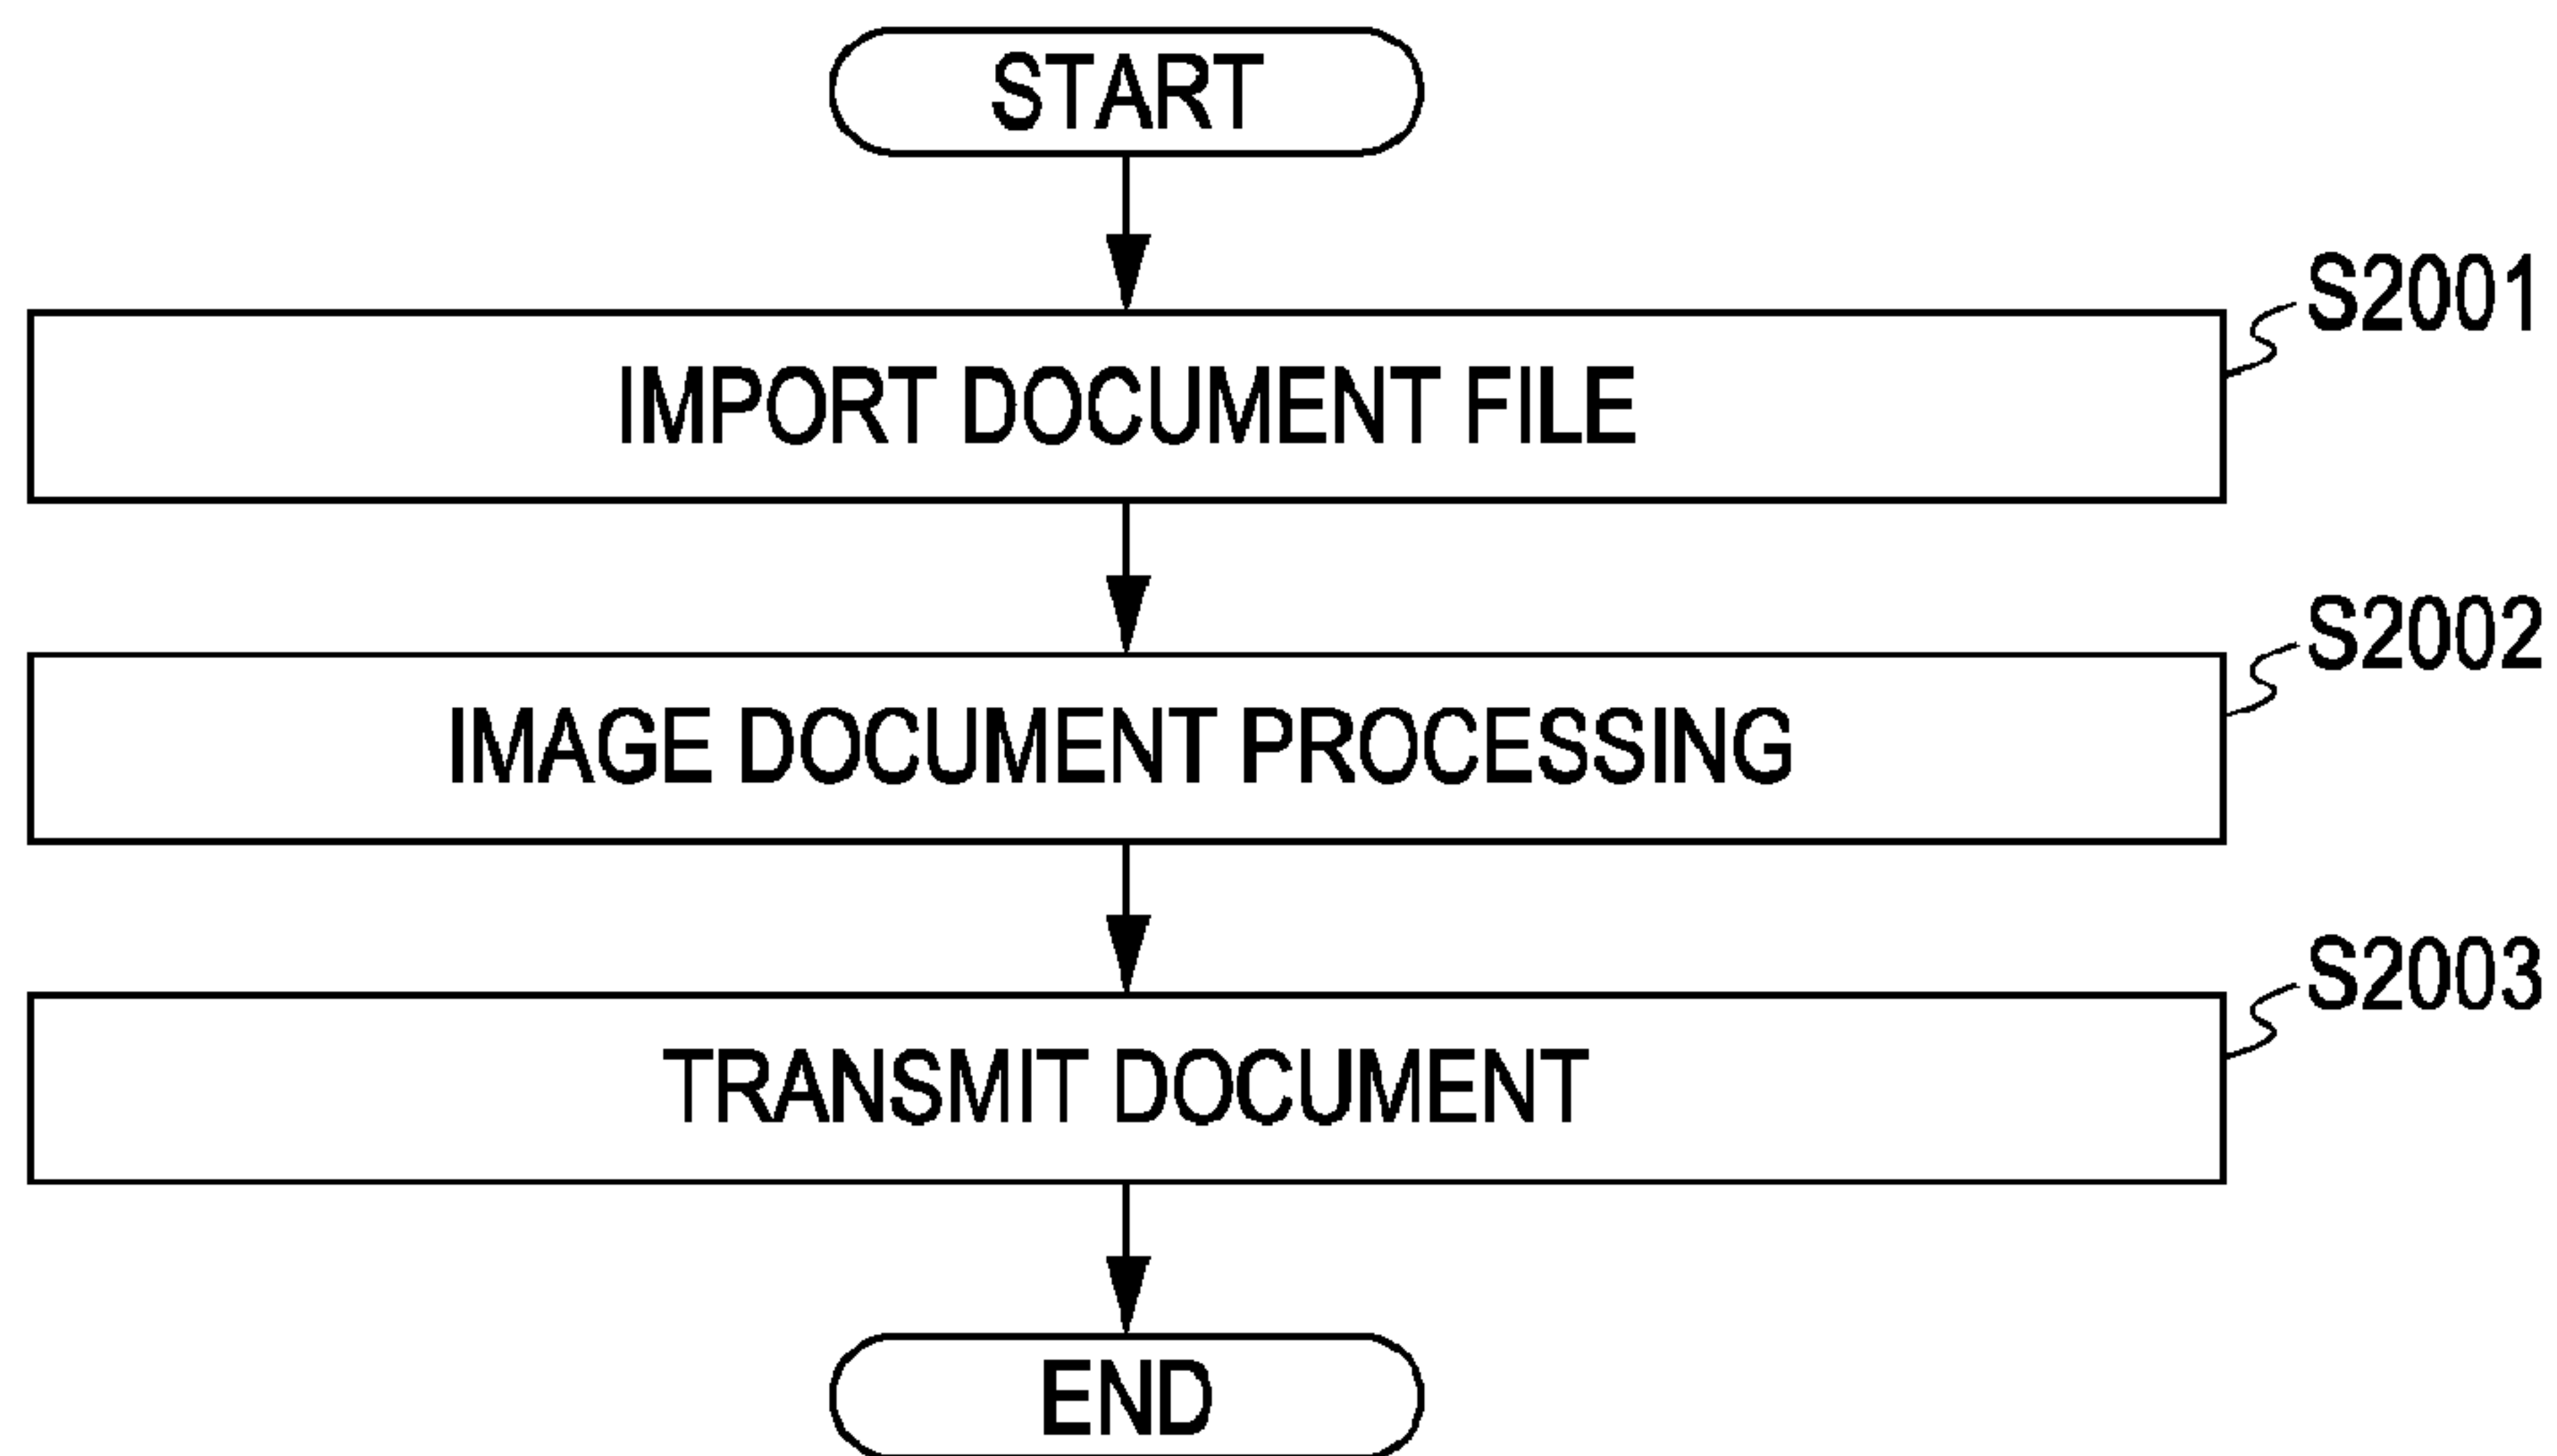 START
S2001
IMPORT DOCUMENT FILE
S2002
IMAGE DOCUMENT PROCESSING
S2003
TRANSMIT DOCUMENT
END